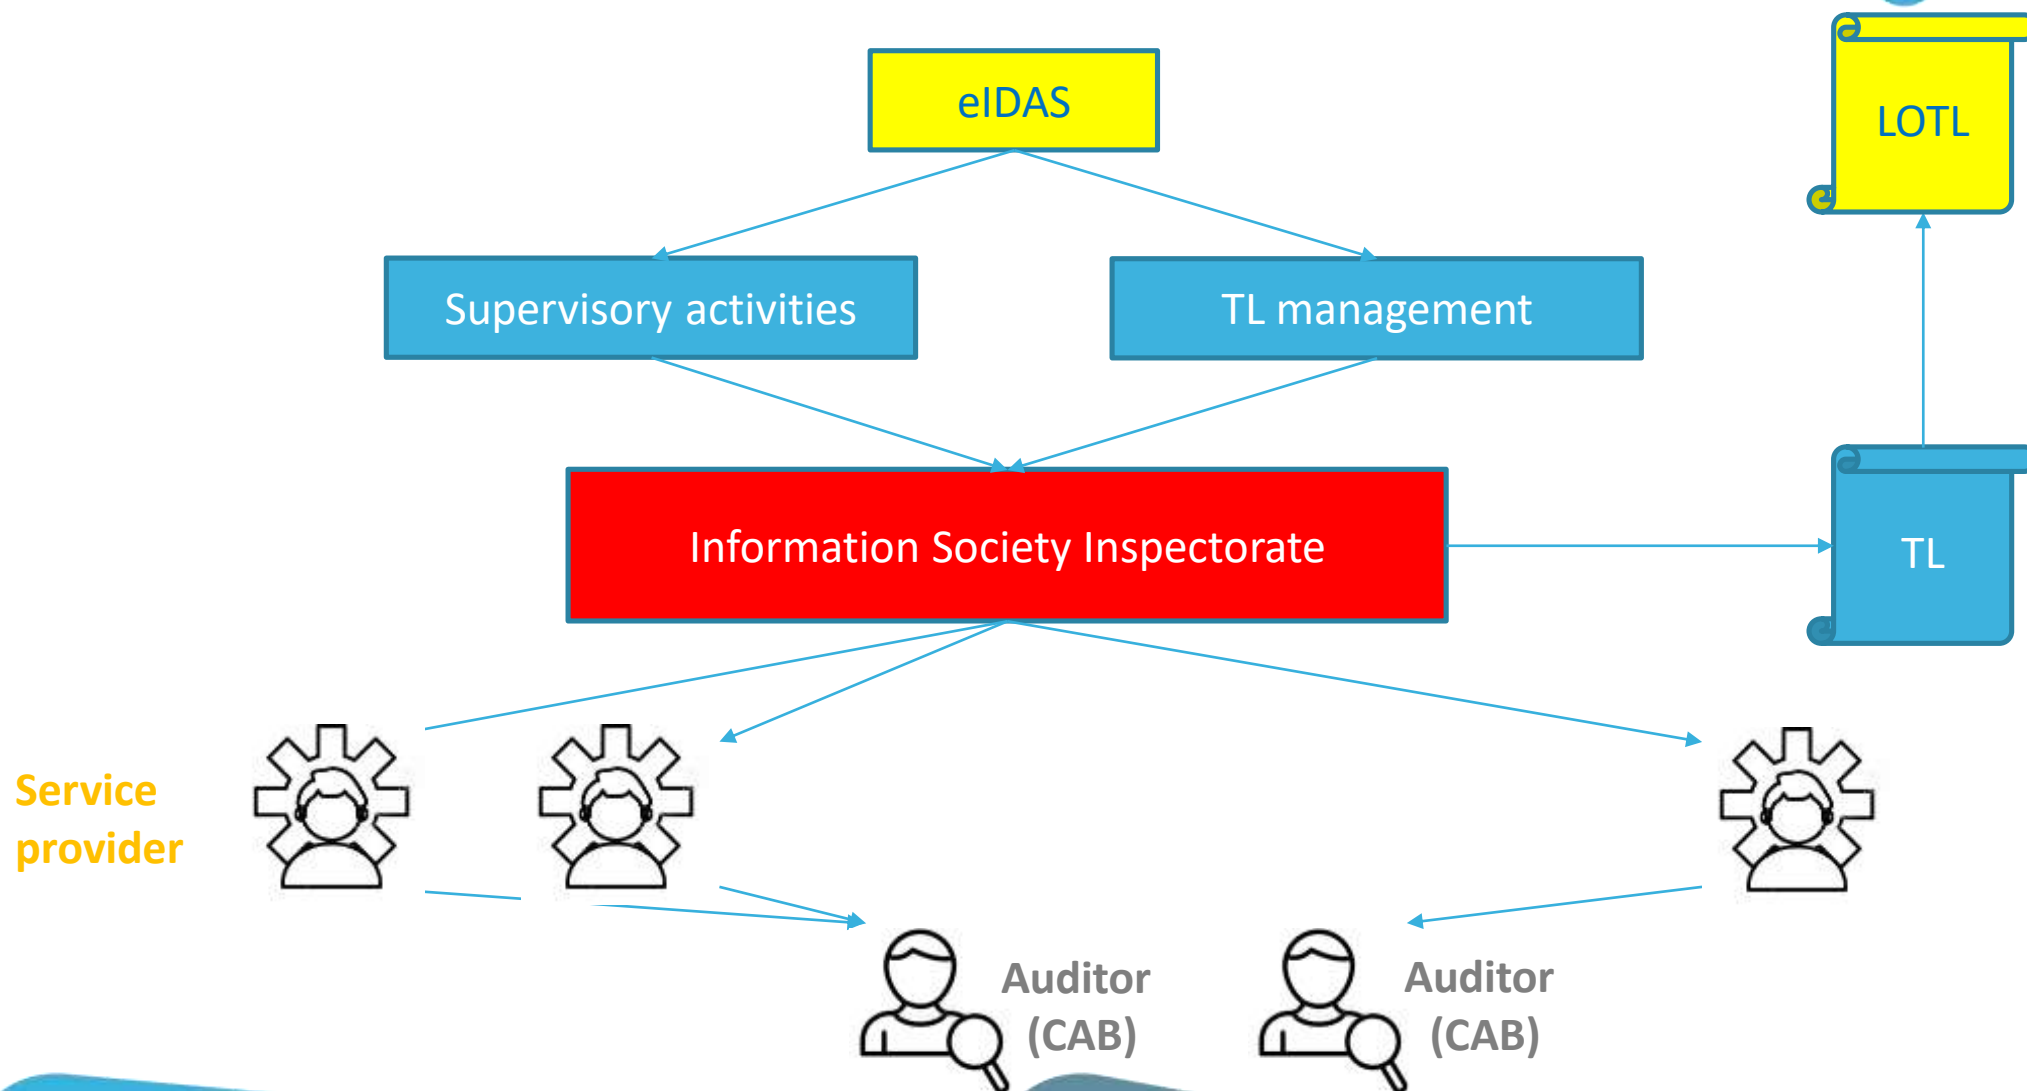 eIDAS
LOTL
Supervisory activities
TL management
Information Society Inspectorate
TL
Service
provider
Auditor
(CAB)
Auditor
(CAB)